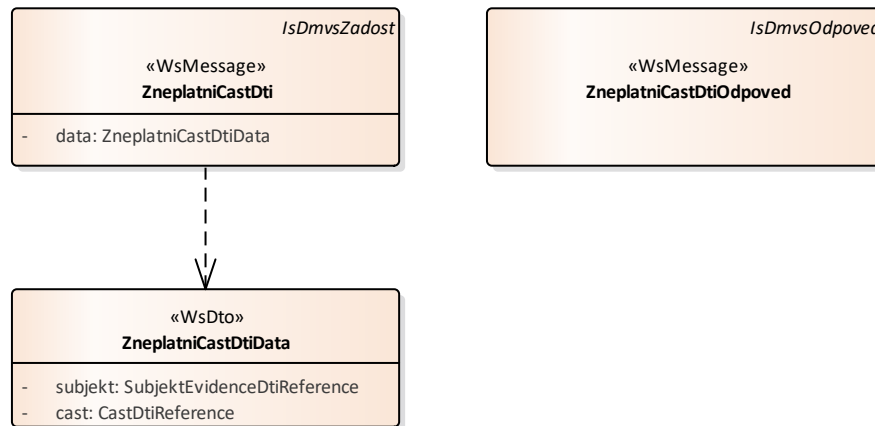 IsDmvsZadost
«WsMessage»
ZneplatniCastDti
- data: ZneplatniCastDtiData
IsDmvsOdpoved
«WsMessage»
ZneplatniCastDtiOdpoved
«WsDto»
ZneplatniCastDtiData
- subjekt: SubjektEvidenceDtiReference
- cast: CastDtiReference